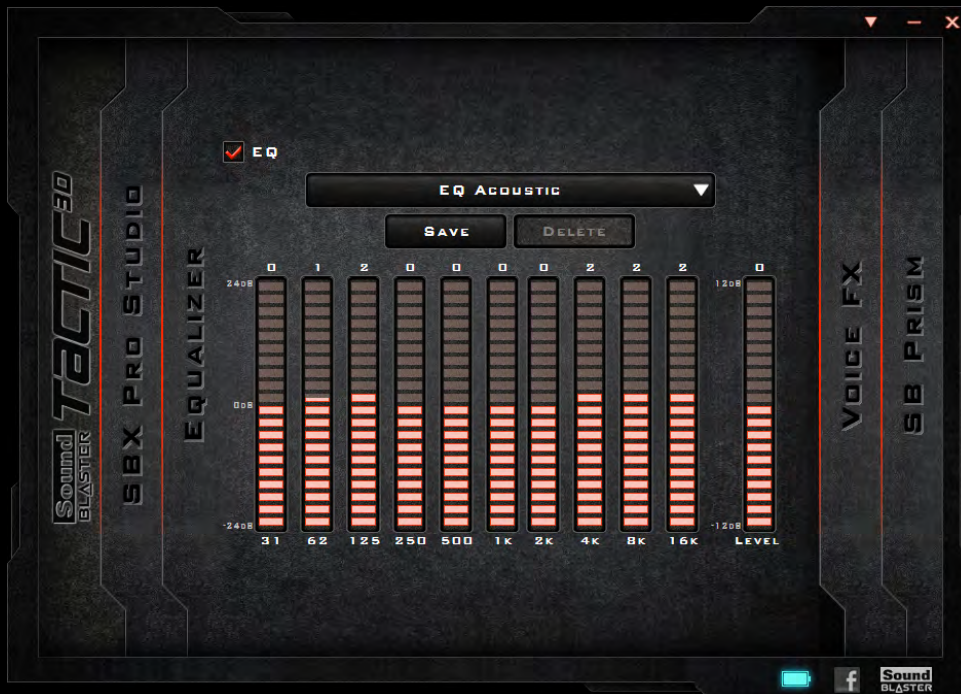 Sound BLASTER TACTIC3D
SBX PRO STUDIO
EQUALIZER
EQ
EQ ACOUSTIC
SAVE
DELETE
0 1 2 0 0 0 0 2 2 2 0
24dB 12dB
0dB
-24dB -12dB
31 62 125 250 500 1K 2K 4K 8K 16K LEVEL
VOICE FX
SB PRISM
f
Sound
BLASTER